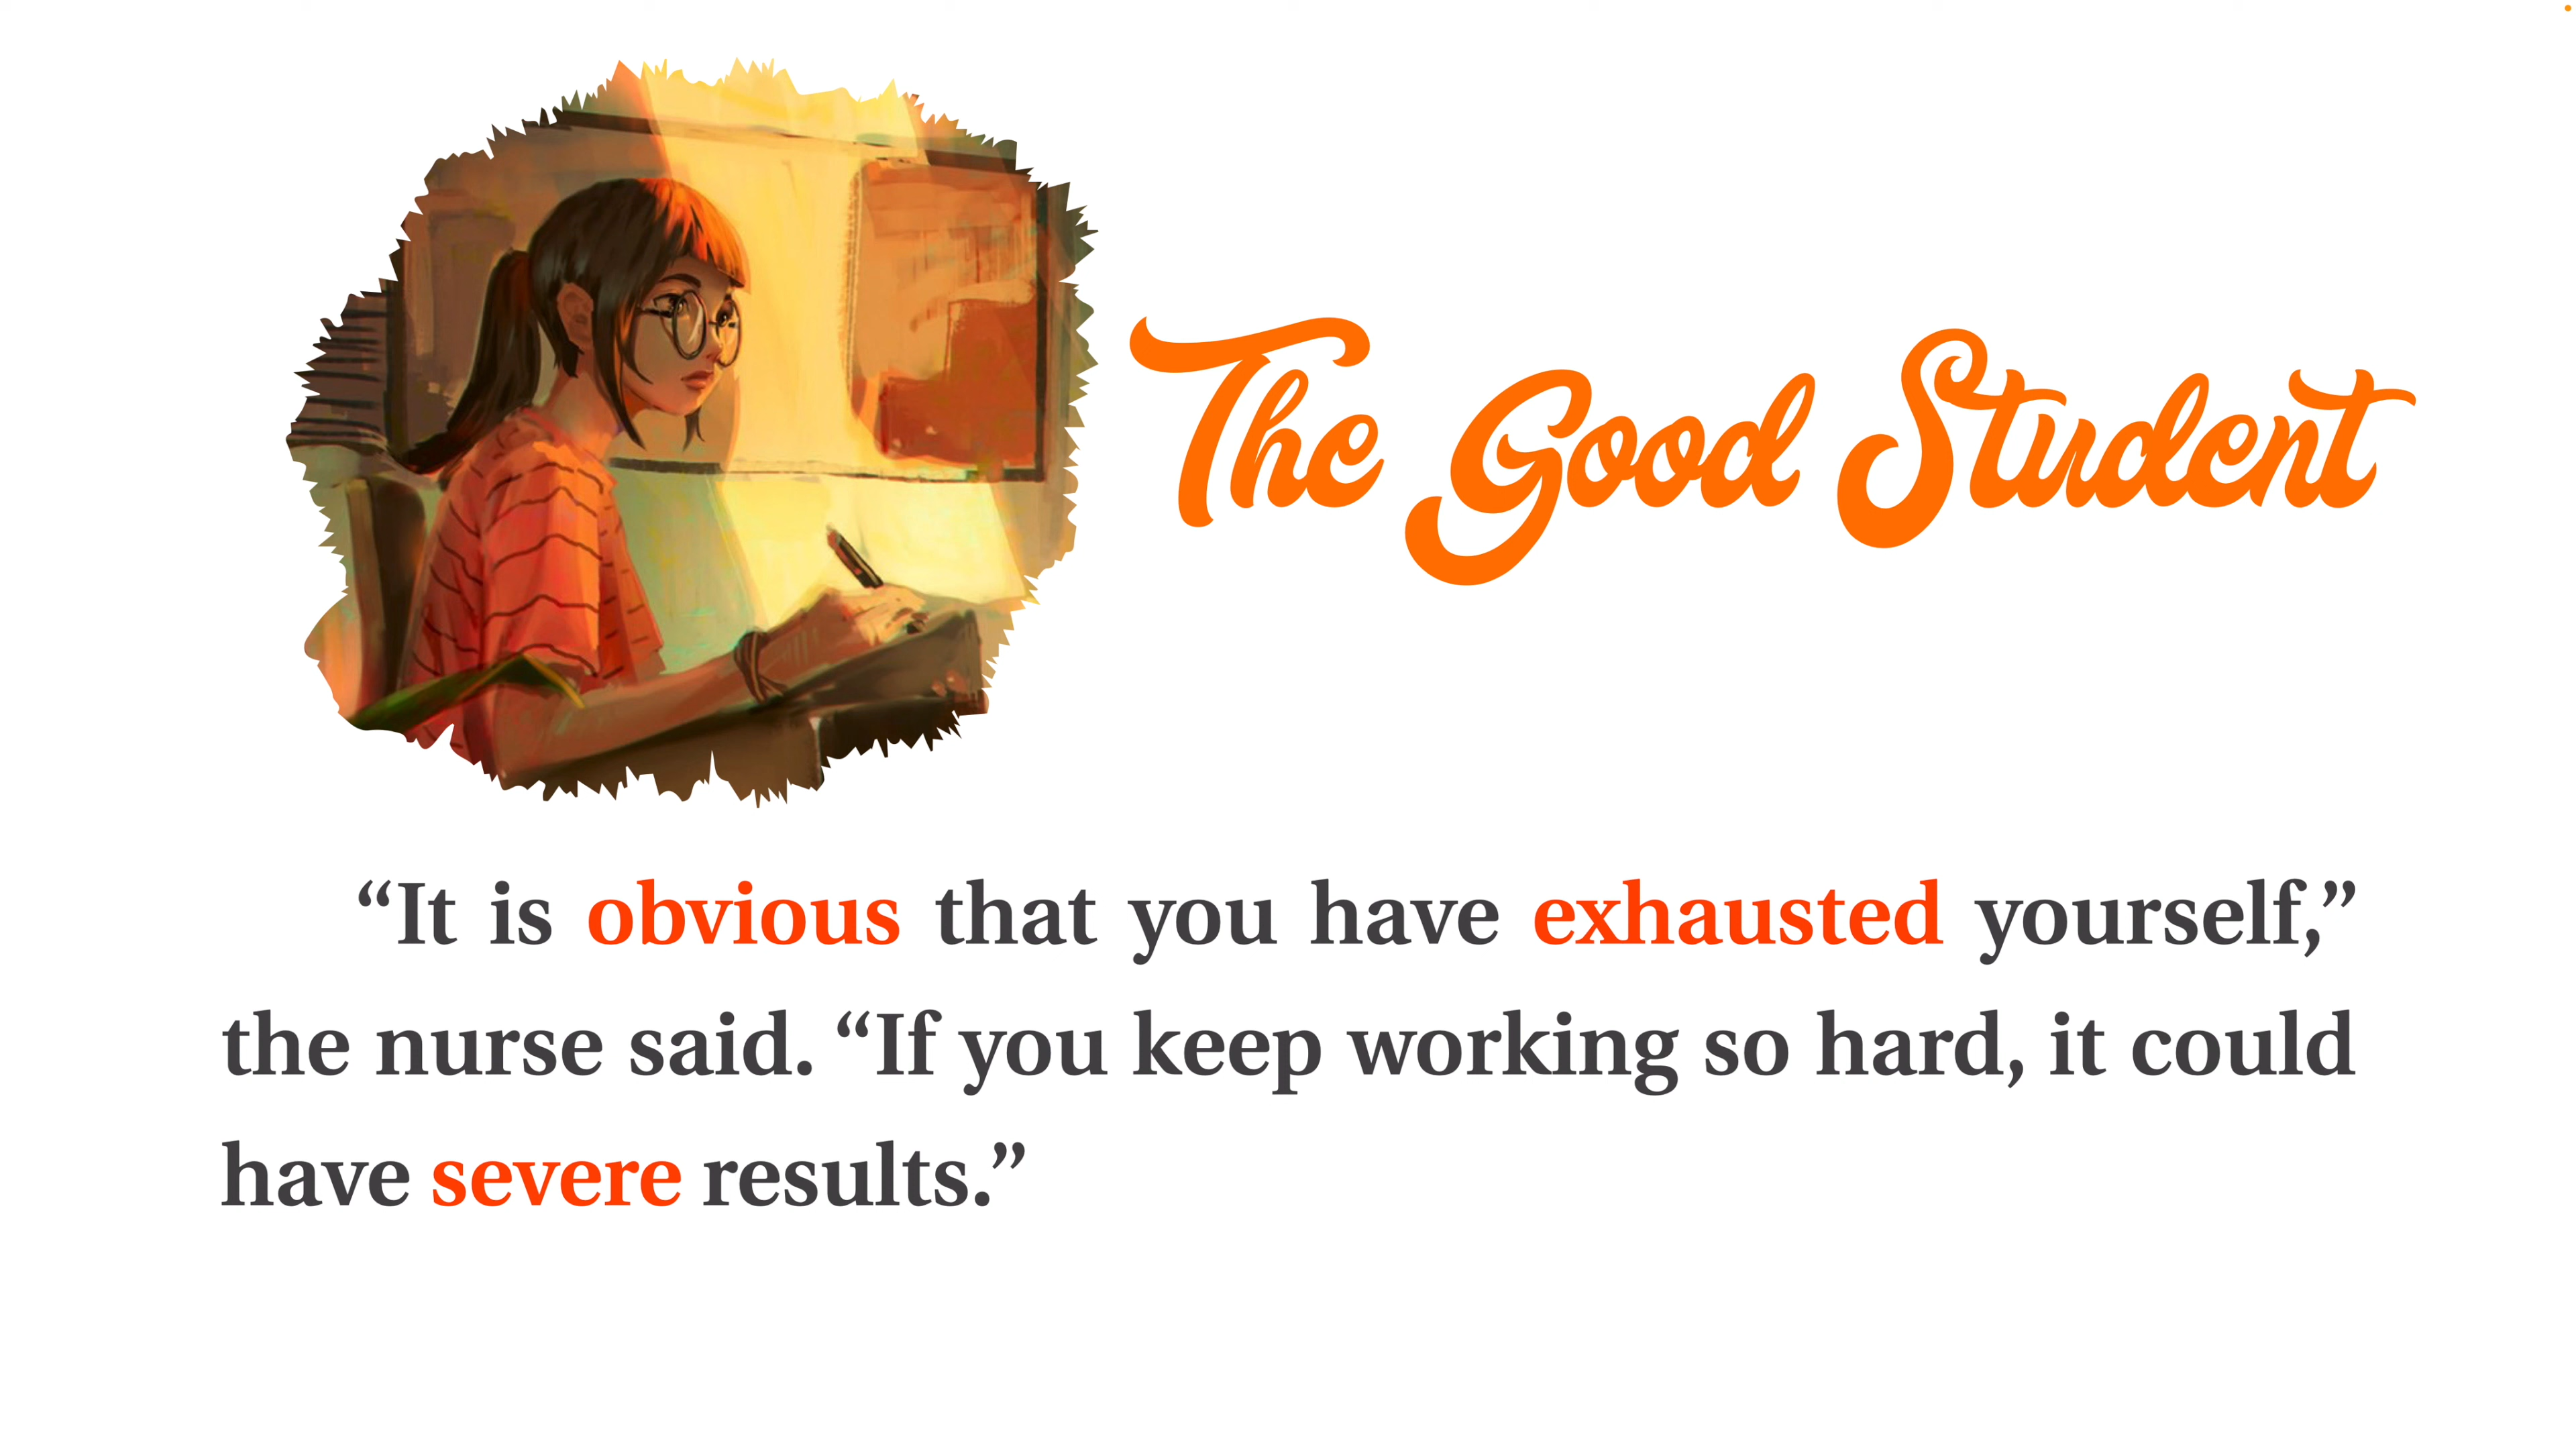 The Good Student
“It is obvious that you have exhausted yourself,”
the nurse said. “If you keep working so hard, it could
have severe results.”